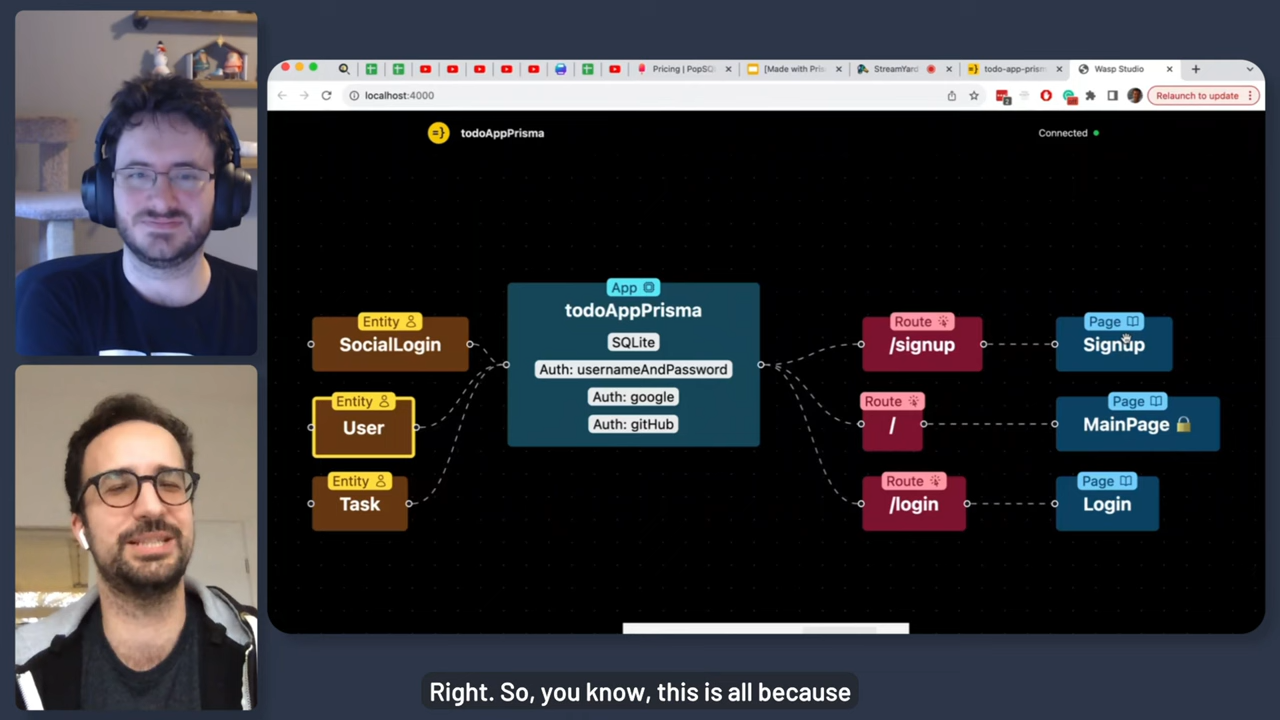 Pricing | PopSQ
[Made with Pris
StreamYard
todo-app-prism
Wasp Studio
localhost:4000
Relaunch to update
=}
todoAppPrisma
Connected
Entity
SocialLogin
Entity
User
Entity
Task
App
todoAppPrisma
SQLite
Auth: usernameAndPassword
Auth: google
Auth: gitHub
Route
/signup
Route
/
Route
/login
Page
Signup
Page
MainPage
Page
Login
Right. So, you know, this is all because